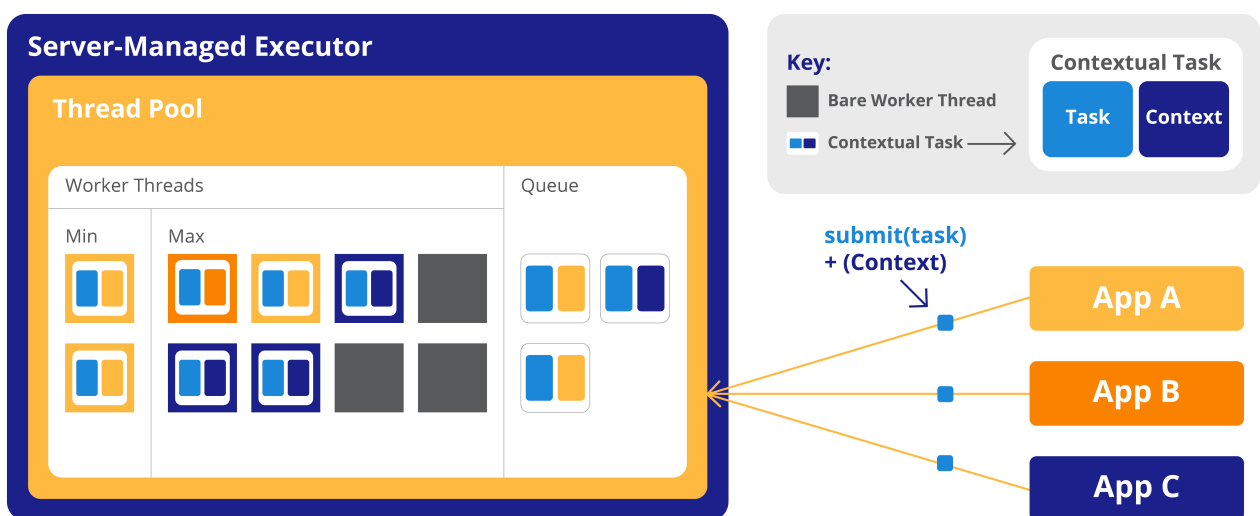 Server-Managed Executor
Thread Pool
Worker Threads
Queue
Min
Max
Key:
Bare Worker Thread
Contextual Task
Contextual Task
Task
Context
submit(task)
+ (Context)
App A
App B
App C